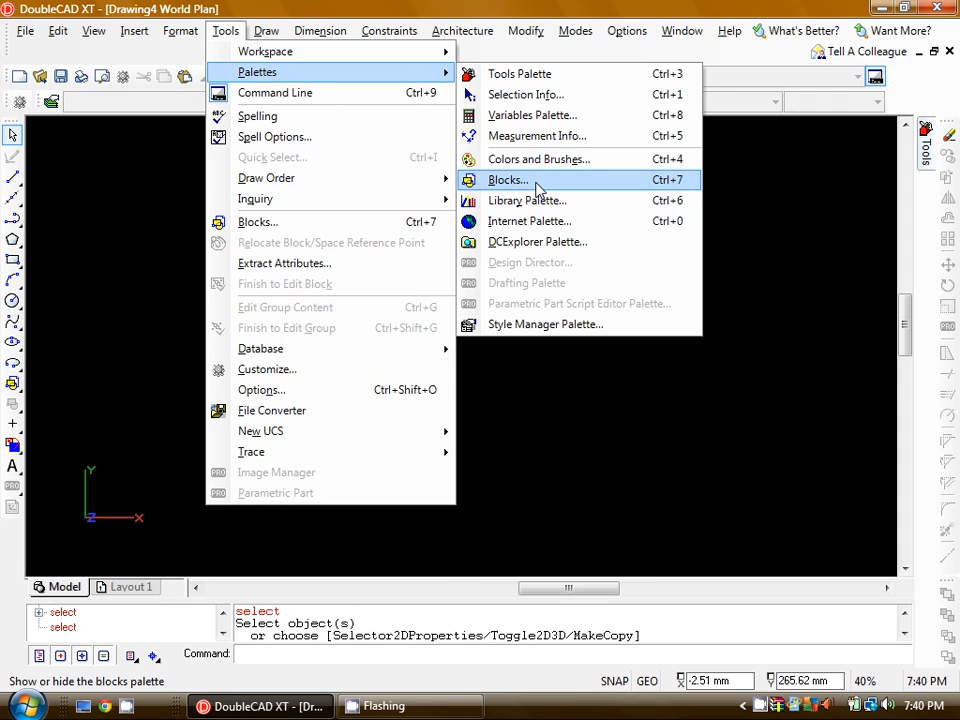 DoubleCAD XT - [Drawing4 World Plan]
File Edit View Insert Format Tools Draw Dimension Constraints Architecture Modify Modes Options Window Help What's Better? Want More?
Tell A Colleague
Workspace
Palettes
Command Line Ctrl+9
Spelling
Spell Options...
Quick Select... Ctrl+I
Draw Order
Inquiry
Blocks... Ctrl+7
Relocate Block/Space Reference Point
Extract Attributes...
Finish to Edit Block
Edit Group Content Ctrl+G
Finish to Edit Group Ctrl+Shift+G
Database
Customize...
Options... Ctrl+Shift+O
File Converter
New UCS
Trace
PRO Image Manager
PRO Parametric Part
Tools Palette Ctrl+3
Selection Info... Ctrl+1
Variables Palette... Ctrl+8
Measurement Info... Ctrl+5
Colors and Brushes... Ctrl+4
Blocks... Ctrl+7
Library Palette... Ctrl+6
Internet Palette... Ctrl+0
DCExplorer Palette...
PRO Design Director...
PRO Drafting Palette
PRO Parametric Part Script Editor Palette...
Style Manager Palette...
Tools
Y
Z X
Model Layout 1
select
select
select
Select object(s)
or choose [Selector2DProperties/Toggle2D3D/MakeCopy]
Command:
Show or hide the blocks palette SNAP GEO X -2.51 mm Y 265.62 mm 40% 7:40 PM
DoubleCAD XT - [Dr... Flashing 7:40 PM